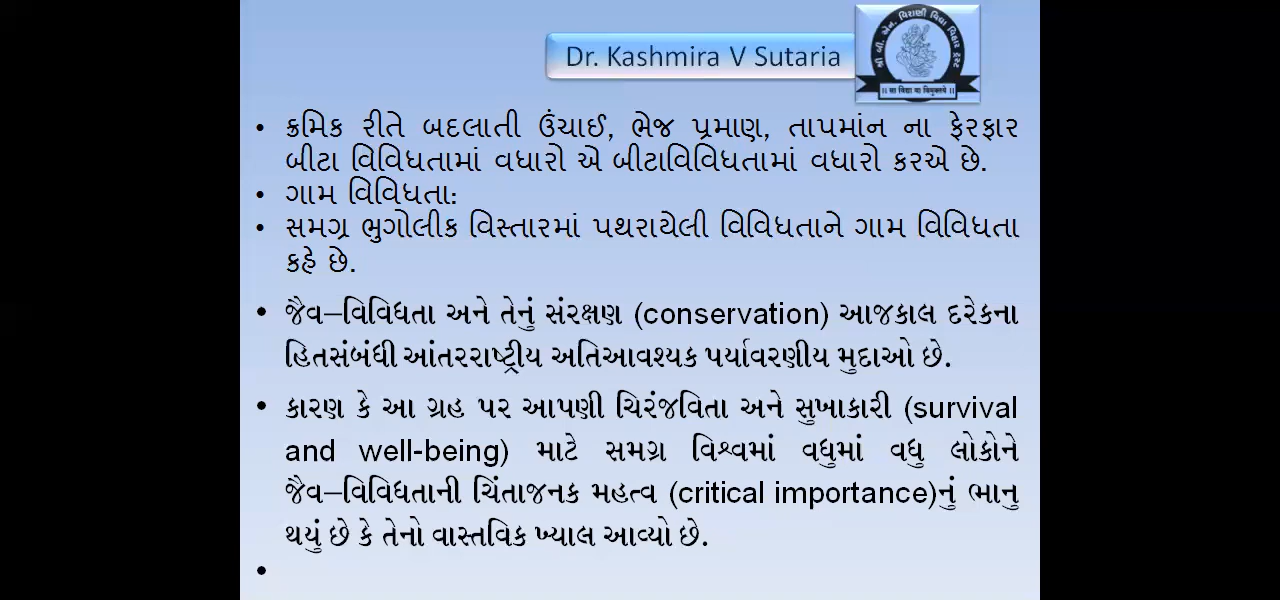 Dr. Kashmira V Sutaria
શ્રી વી. એન. વિરાણી વિદ્યા વિહાર ટ્રસ્ટ
|| સા વિદ્યા યા વિમુક્તયે ||
• ક્રમિક રીતે બદલાતી ઉંચાઈ, ભેજ પ્રમાણ, તાપમાંન ના ફેરફાર
બીટા વિવિધતામાં વધારો એ બીટાવિવિધતામાં વધારો કરએ છે.
• ગામ વિવિધતા:
• સમગ્ર ભુગોલીક વિસ્તારમાં પથરાયેલી વિવિધતાને ગામ વિવિધતા
કહે છે.
• જૈવ–વિવિધતા અને તેનું સંરક્ષણ (conservation) આજકાલ દરેકના
હિતસંબંધી આંતરરાષ્ટ્રીય અતિઆવશ્યક પર્યાવરણીય મુદાઓ છે.
• કારણ કે આ ગ્રહ પર આપણી ચિરંજવિતા અને સુખાકારી (survival
and well-being) માટે સમગ્ર વિશ્વમાં વધુમાં વધુ લોકોને
જૈવ–વિવિધતાની ચિંતાજનક મહત્વ (critical importance)નું ભાનુ
થયું છે કે તેનો વાસ્તવિક ખ્યાલ આવ્યો છે.
•